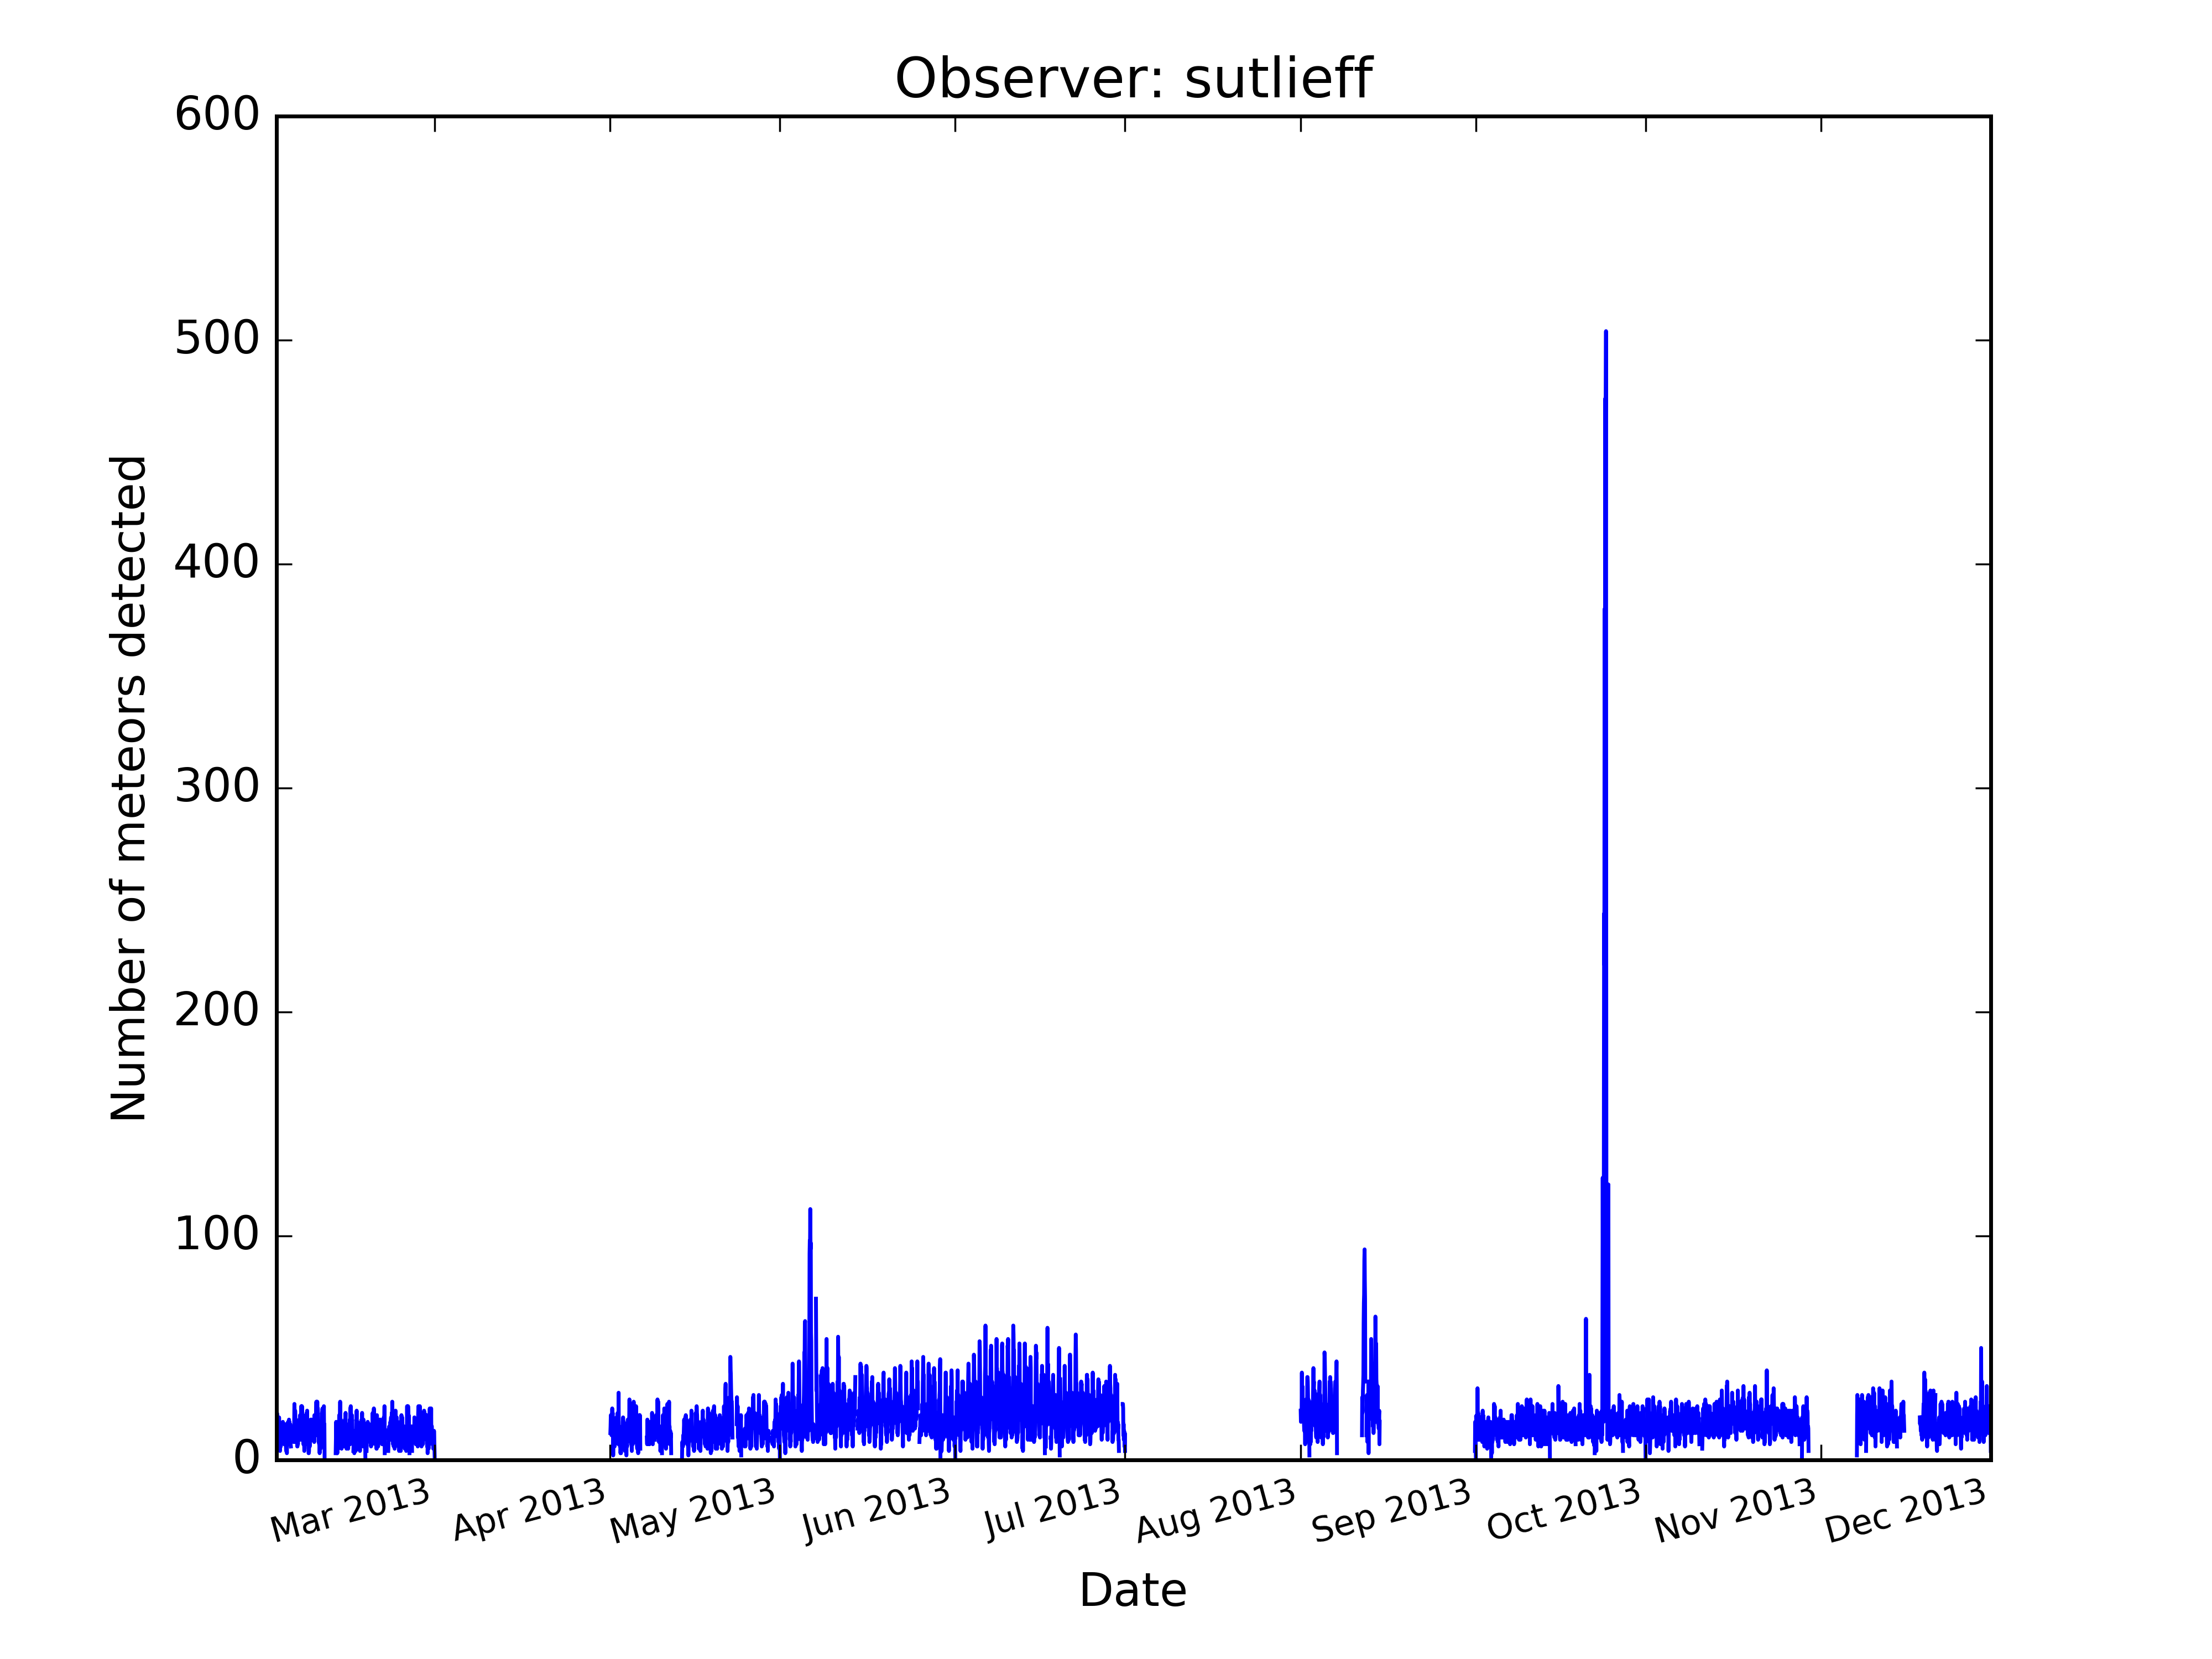 Observer: sutlieff
600
500
400
300
200
100
0
Number of meteors detected
Mar 2013
Apr 2013
May 2013
Jun 2013
Jul 2013
Aug 2013
Sep 2013
Oct 2013
Nov 2013
Dec 2013
Date